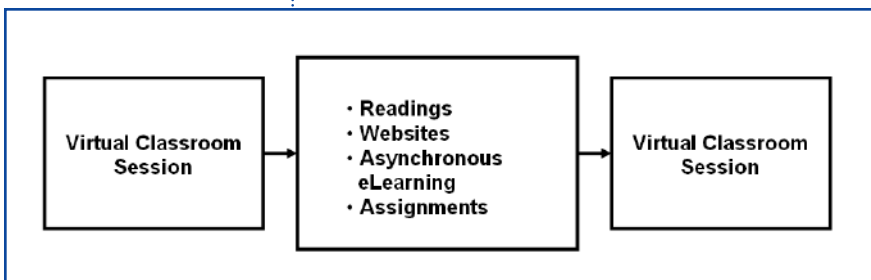 Virtual Classroom
Session
· Readings
· Websites
· Asynchronous
eLearning
· Assignments
Virtual Classroom
Session